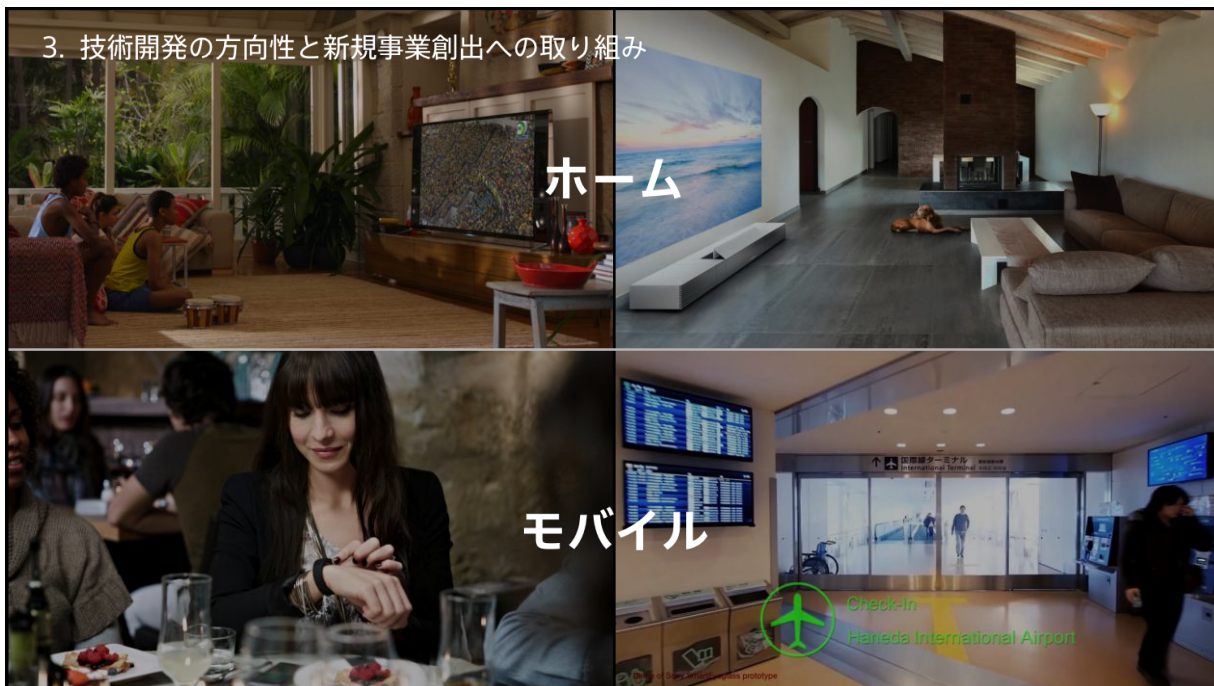 3. 技術開発の方向性と新規事業創出への取り組み
ホーム
モバイル
国際線ターミナル
International Terminal
Check-In
Haneda International Airport
prototype